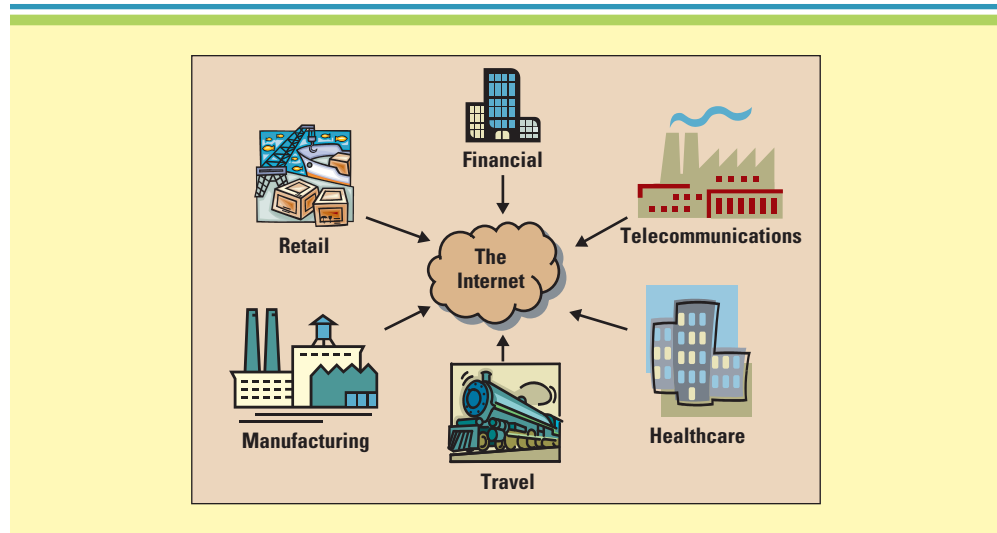 Financial
Retail
Telecommunications
The
Internet
Manufacturing
Travel
Healthcare